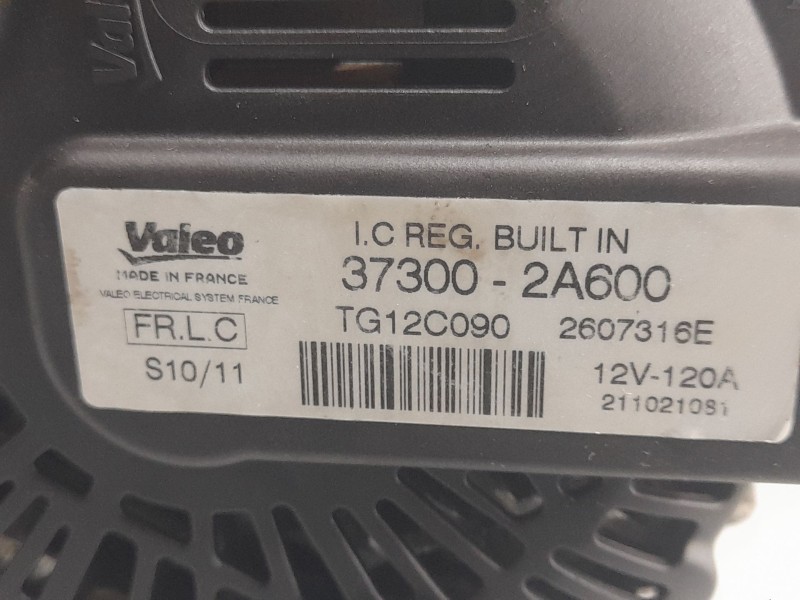 Valeo
Valeo
MADE IN FRANCE
VALEO ELECTRICAL SYSTEM FRANCE
FR.L.C
S10/11
I.C REG. BUILT IN
37300 - 2A600
TG12C090 2607316E
12V-120A
211021081